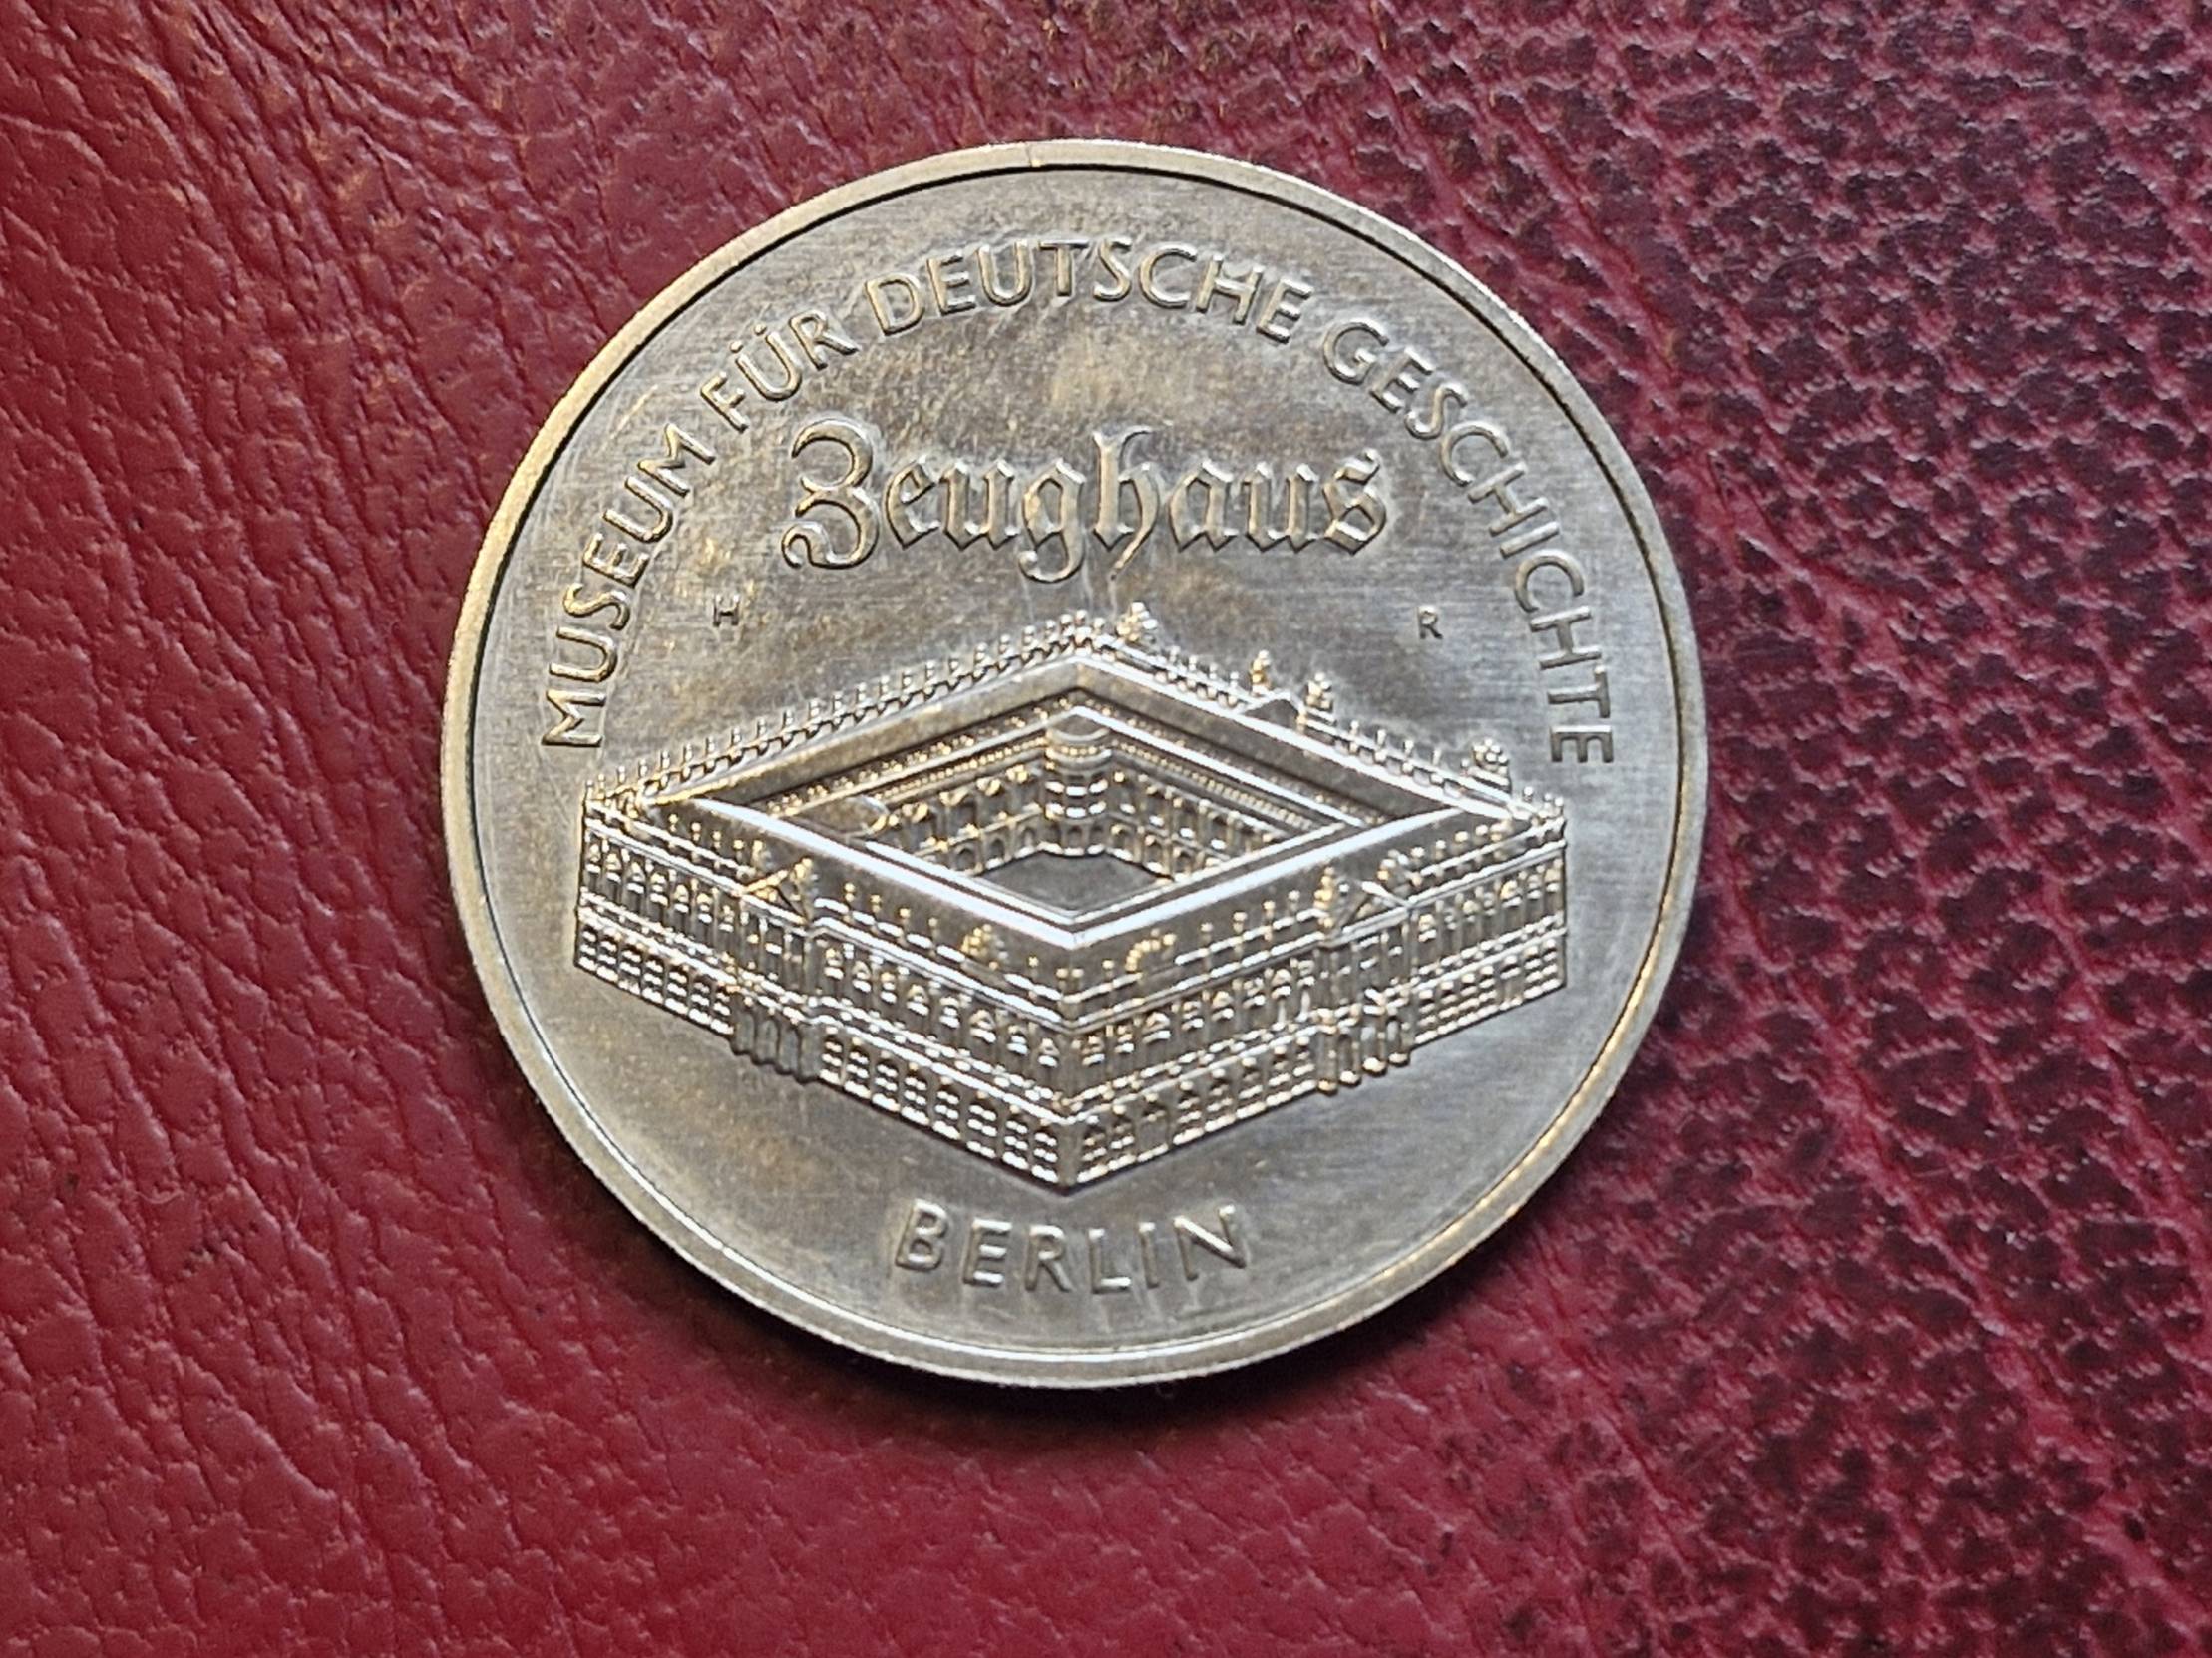 MUSEUM FÜR DEUTSCHE GESCHICHTE
Zeughaus
H R
BERLIN